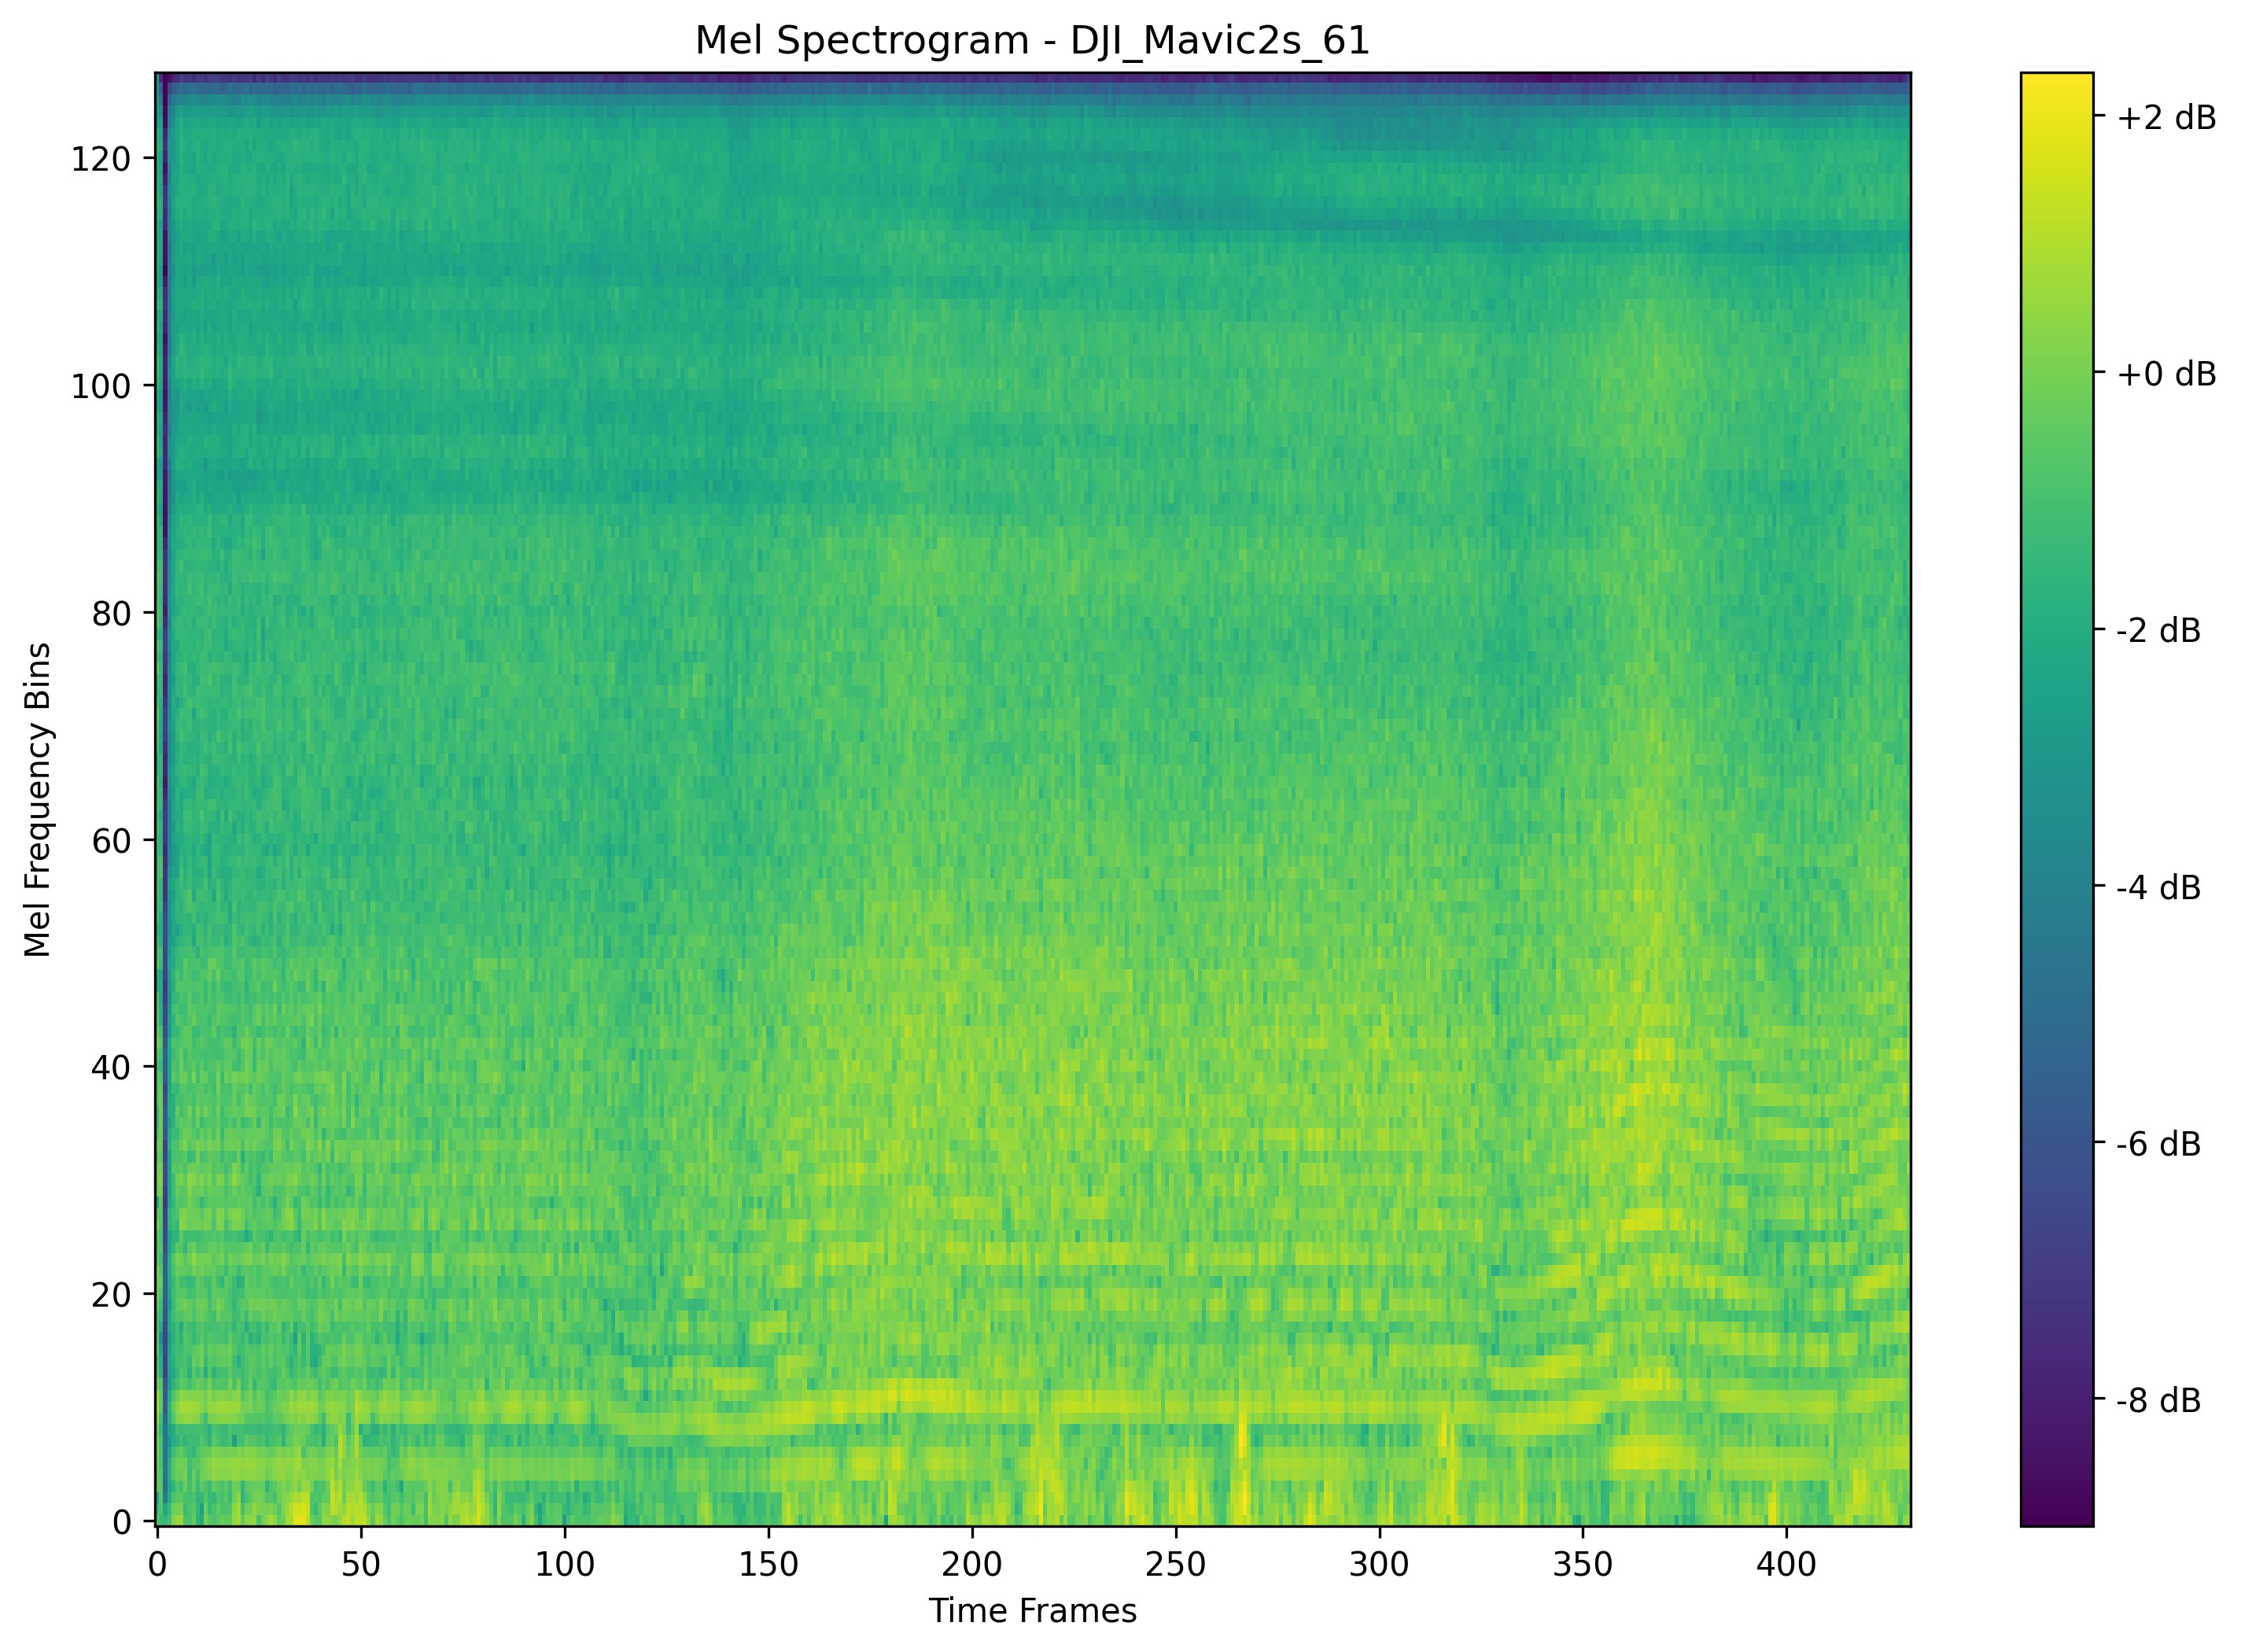 Mel Spectrogram - DJI_Mavic2s_61
Mel Frequency Bins
120
100
80
60
40
20
0
0 50 100 150 200 250 300 350 400
Time Frames
+2 dB
+0 dB
-2 dB
-4 dB
-6 dB
-8 dB